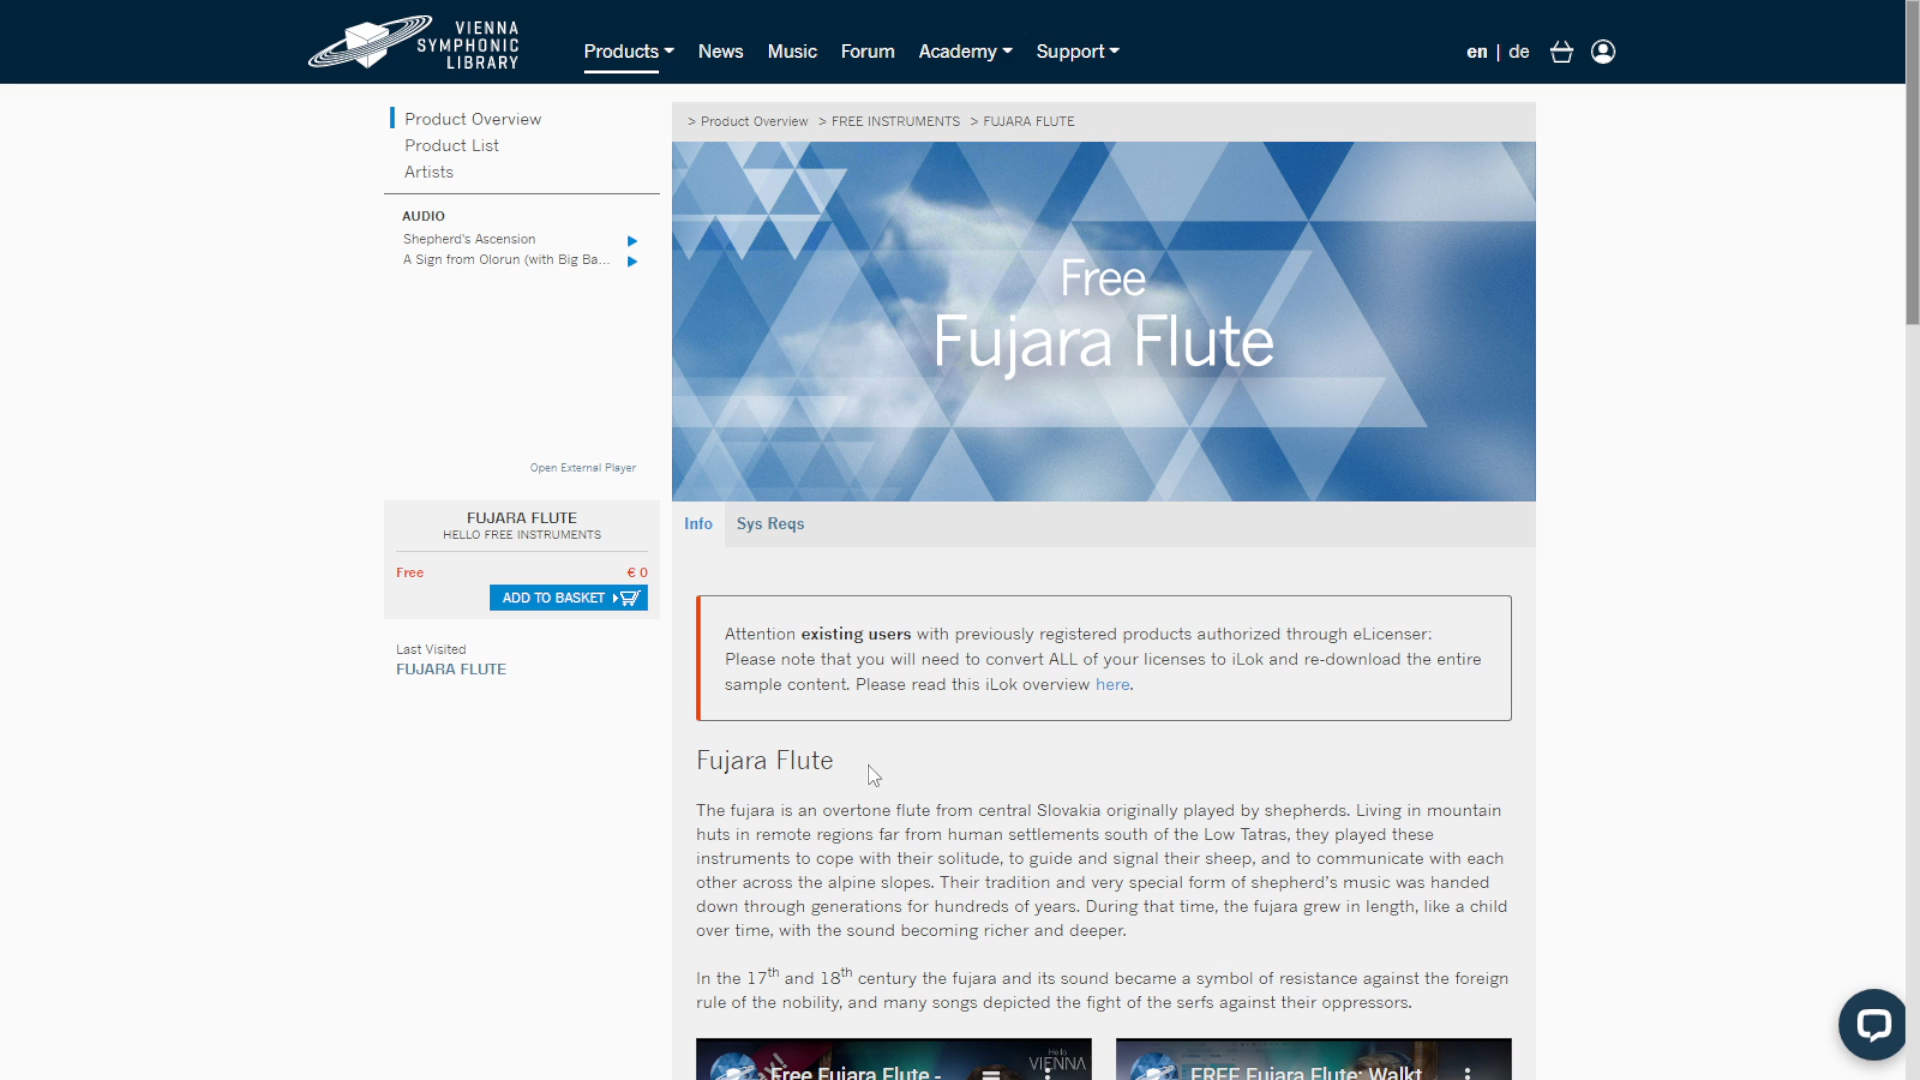 VIENNA
SYMPHONIC
LIBRARY
Products
News
Music
Forum
Academy
Support
en | de
Product Overview
Product List
Artists
AUDIO
Shepherd's Ascension
A Sign from Olorun (with Big Ba...
Open External Player
FUJARA FLUTE
HELLO FREE INSTRUMENTS
Free € 0
ADD TO BASKET
Last Visited
FUJARA FLUTE
> Product Overview > FREE INSTRUMENTS > FUJARA FLUTE
Free
Fujara Flute
Info
Sys Reqs
Attention existing users with previously registered products authorized through eLicenser:
Please note that you will need to convert ALL of your licenses to iLok and re-download the entire
sample content. Please read this iLok overview here.
Fujara Flute
The fujara is an overtone flute from central Slovakia originally played by shepherds. Living in mountain
huts in remote regions far from human settlements south of the Low Tatras, they played these
instruments to cope with their solitude, to guide and signal their sheep, and to communicate with each
other across the alpine slopes. Their tradition and very special form of shepherd's music was handed
down through generations for hundreds of years. During that time, the fujara grew in length, like a child
over time, with the sound becoming richer and deeper.
In the 17th and 18th century the fujara and its sound became a symbol of resistance against the foreign
rule of the nobility, and many songs depicted the fight of the serfs against their oppressors.
Free Fujara Flute -
Hello
VIENNA
FREE Fujara Flute: Walkt